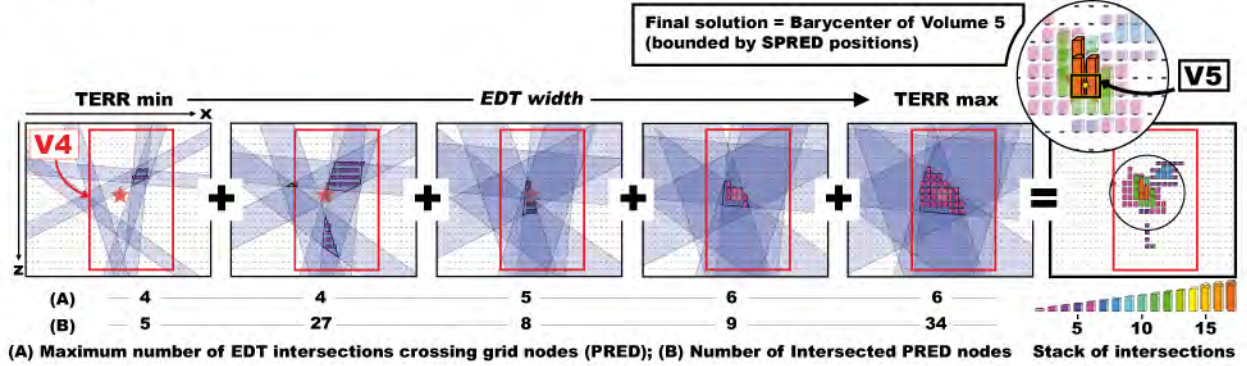 Final solution = Barycenter of Volume 5
(bounded by SPRED positions)
V5
TERR min
EDT width
TERR max
X
V4
Z
+ + + + =
(A) 4 4 5 6 6
(B) 5 27 8 9 34
5 10 15
(A) Maximum number of EDT intersections crossing grid nodes (PRED); (B) Number of Intersected PRED nodes
Stack of intersections